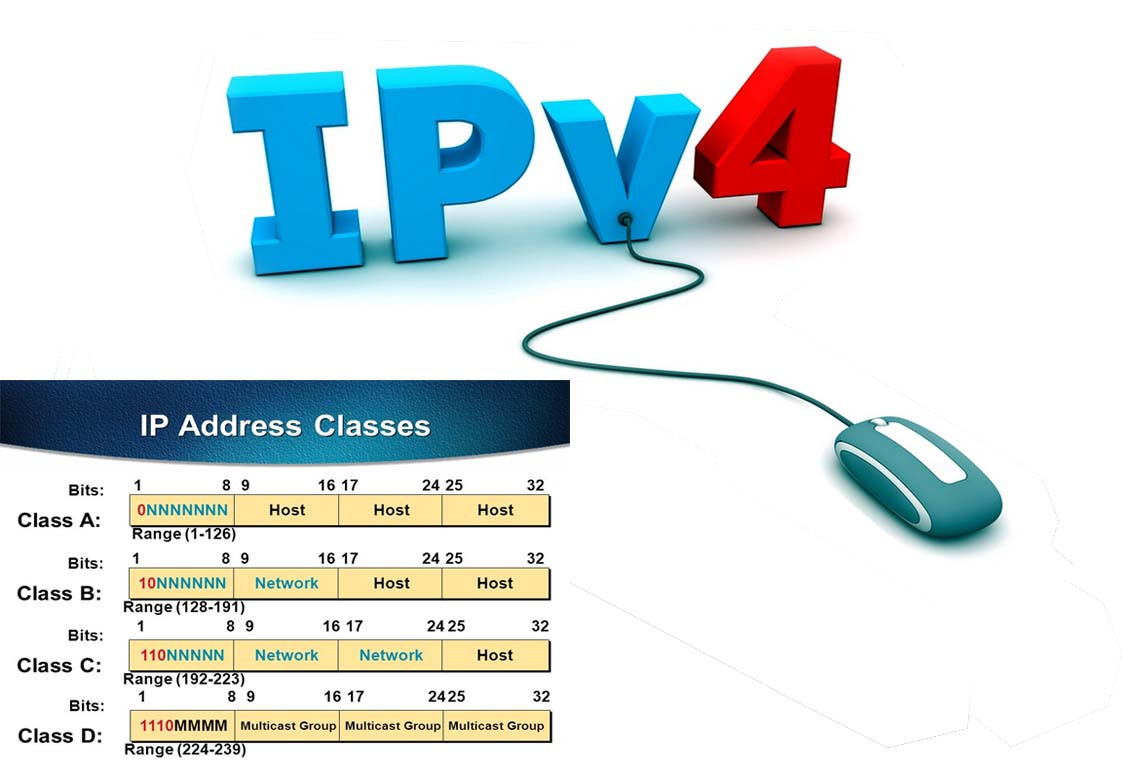 IPv4
IP Address Classes
Bits: 1 8 9 16 17 24 25 32
Class A: 0NNNNNNN Host Host Host
Range (1-126)
Bits: 1 8 9 16 17 24 25 32
Class B: 10NNNNNN Network Host Host
Range (128-191)
Bits: 1 8 9 16 17 24 25 32
Class C: 110NNNNN Network Network Host
Range (192-223)
Bits: 1 8 9 16 17 24 25 32
Class D: 1110MMMM Multicast Group Multicast Group Multicast Group
Range (224-239)